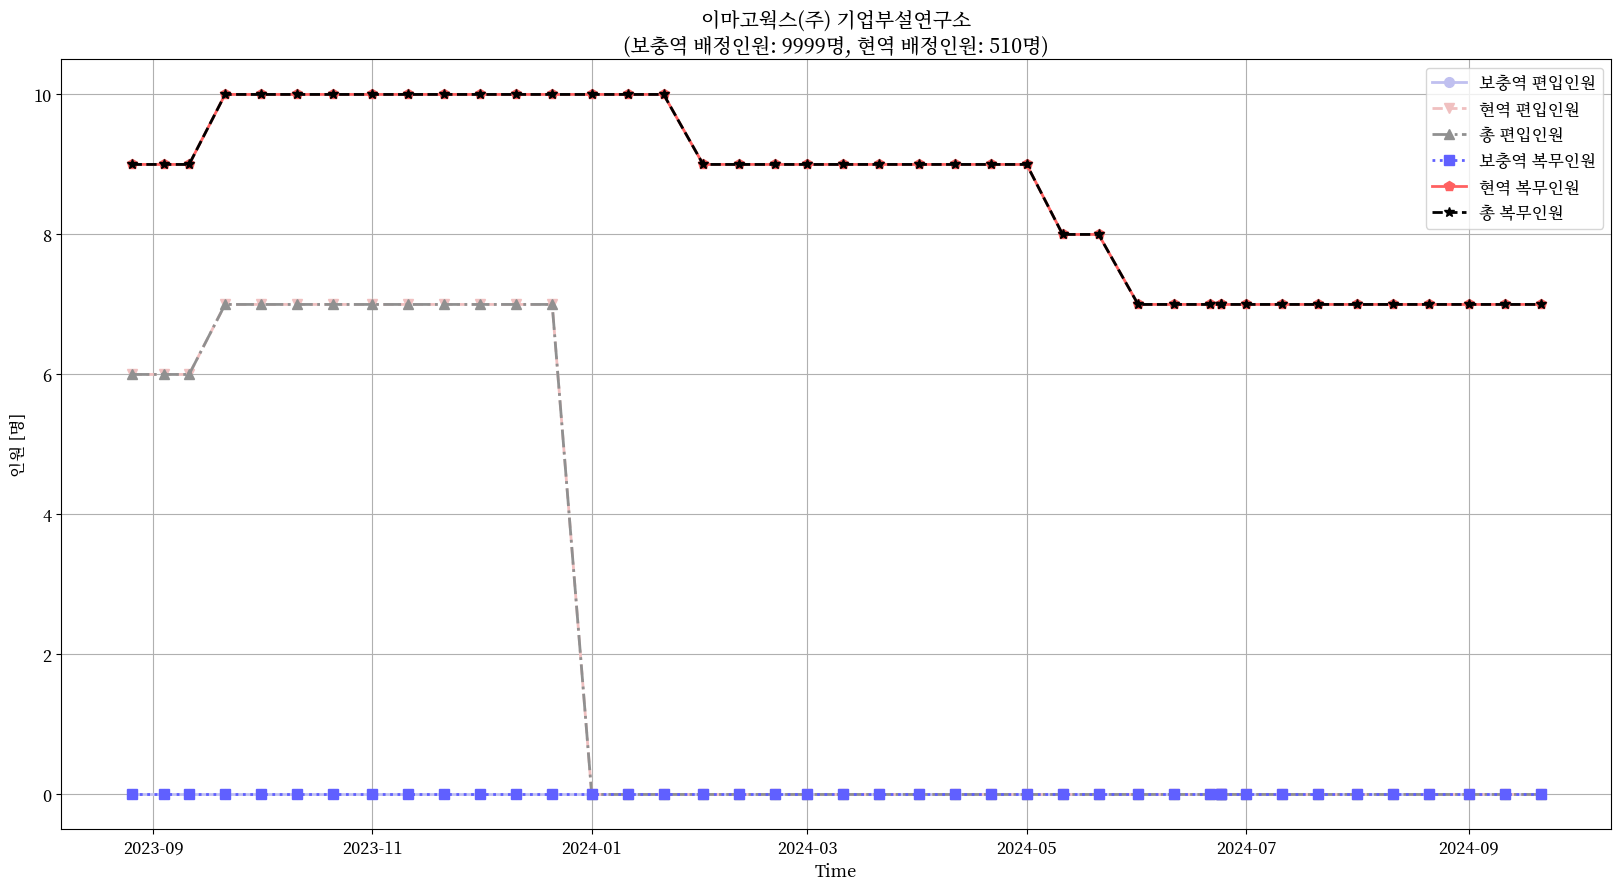 이마고웍스(주) 기업부설연구소
(보충역 배정인원: 9999명, 현역 배정인원: 510명)
보충역 편입인원
현역 편입인원
총 편입인원
보충역 복무인원
현역 복무인원
총 복무인원
인원 [명]
10
8
6
4
2
0
2023-09
2023-11
2024-01
2024-03
2024-05
2024-07
2024-09
Time